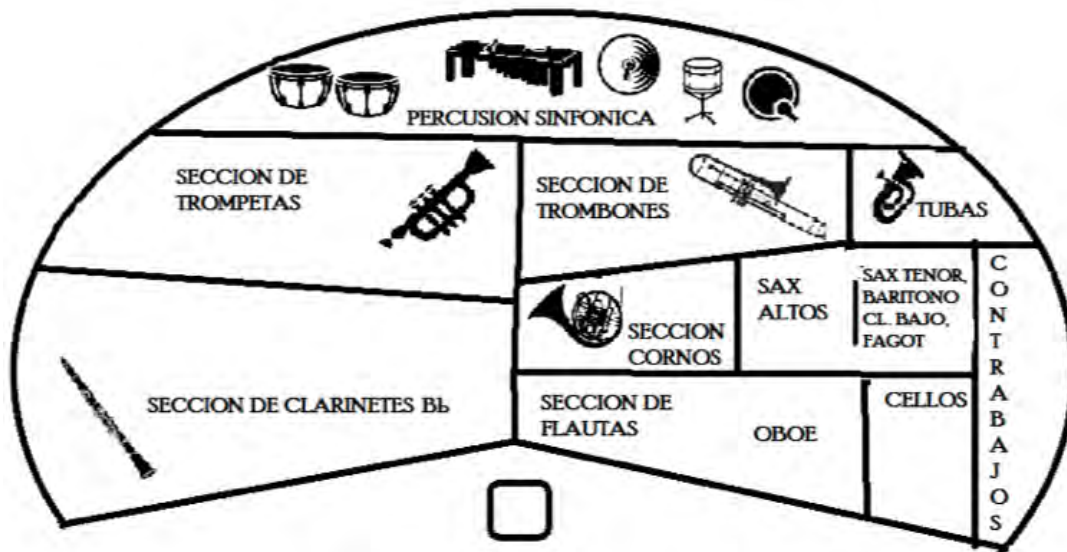 PERCUSION SINFONICA
SECCION DE
TROMPETAS
SECCION DE
TROMBONES
TUBAS
SECCION
CORNOS
SAX
ALTOS
SAX TENOR,
BARITONO
CL. BAJO,
FAGOT
CONTRABAJOS
SECCION DE CLARINETES Bb
SECCION DE
FLAUTAS
OBOE
CELLOS